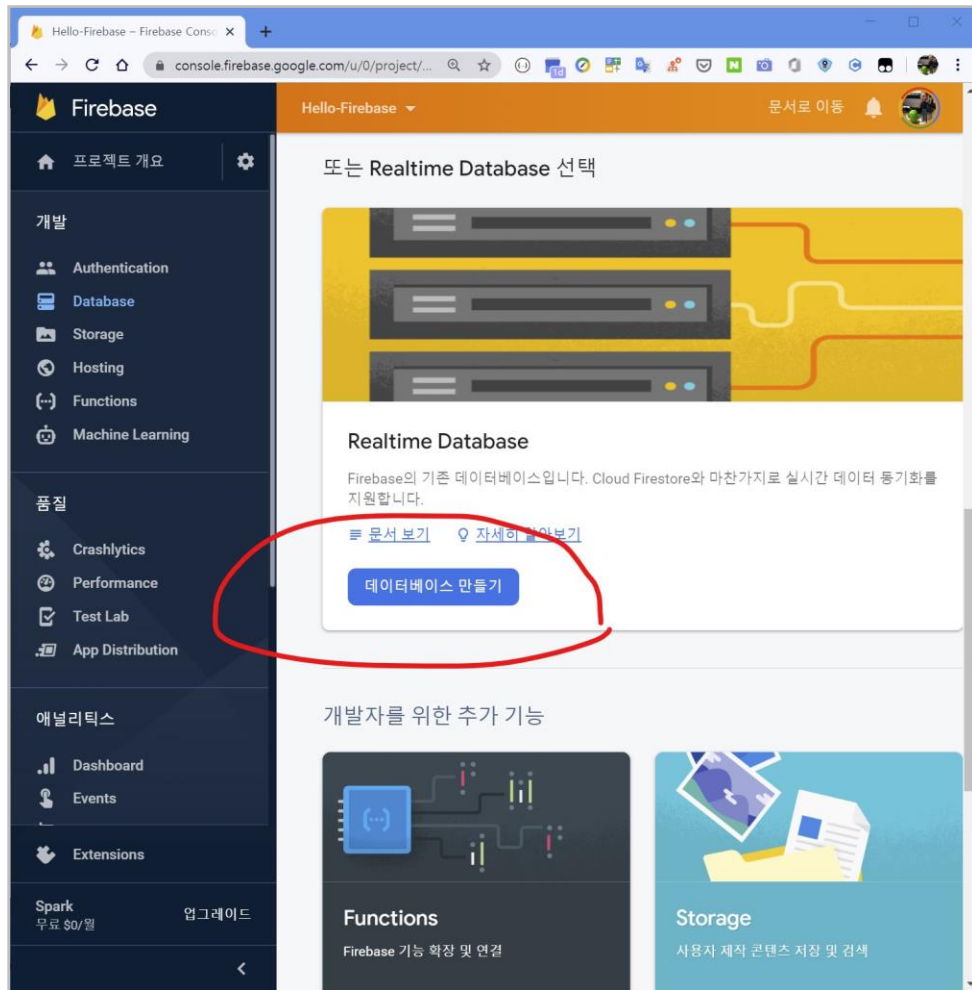 Hello-Firebase – Firebase Conso
console.firebase.google.com/u/0/project/...
1d
Firebase
Hello-Firebase
문서로 이동
프로젝트 개요
또는 Realtime Database 선택
개발
Authentication
Database
Storage
Hosting
Functions
Machine Learning
Realtime Database
Firebase의 기존 데이터베이스입니다. Cloud Firestore와 마찬가지로 실시간 데이터 동기화를
지원합니다.
문서 보기
자세히 알아보기
데이터베이스 만들기
품질
Crashlytics
Performance
Test Lab
App Distribution
개발자를 위한 추가 기능
애널리틱스
Dashboard
Events
Extensions
Spark
무료 $0/월
업그레이드
Functions
Firebase 기능 확장 및 연결
Storage
사용자 제작 콘텐츠 저장 및 검색